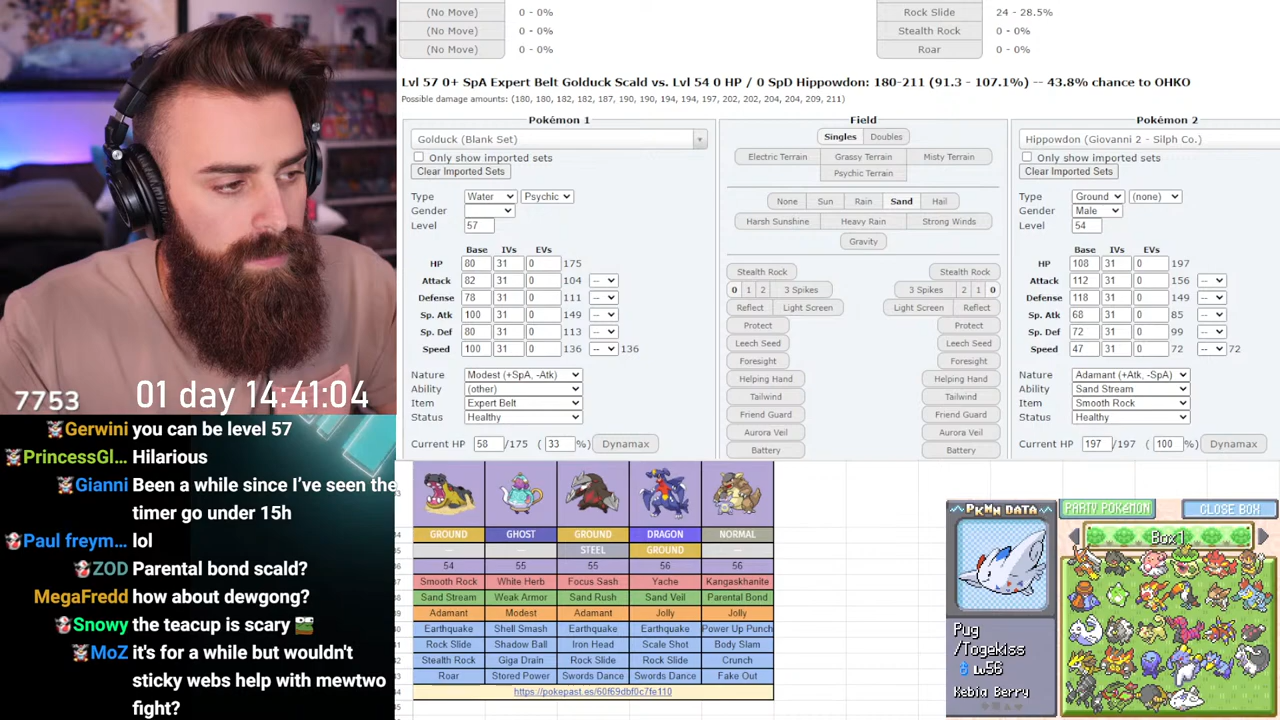 (No Move) 0 - 0%
(No Move) 0 - 0%
(No Move) 0 - 0%
Rock Slide 24 - 28.5%
Stealth Rock 0 - 0%
Roar 0 - 0%
Lvl 57 0+ SpA Expert Belt Golduck Scald vs. Lvl 54 0 HP / 0 SpD Hippowdon: 180-211 (91.3 - 107.1%) -- 43.8% chance to OHKO
Possible damage amounts: (180, 180, 182, 182, 187, 190, 190, 194, 194, 197, 202, 202, 204, 204, 209, 211)
Pokémon 1
Golduck (Blank Set)
Only show imported sets
Clear Imported Sets
Type Water Psychic
Gender
Level 57
Base IVs EVs
HP 80 31 0 175
Attack 82 31 0 104 --
Defense 78 31 0 111 --
Sp. Atk 100 31 0 149 --
Sp. Def 80 31 0 113 --
Speed 100 31 0 136 -- 136
Nature Modest (+SpA, -Atk)
Ability (other)
Item Expert Belt
Status Healthy
Current HP 58 /175 ( 33 %) Dynamax
Field
Singles Doubles
Electric Terrain Grassy Terrain Misty Terrain
Psychic Terrain
None Sun Rain Sand Hail
Harsh Sunshine Heavy Rain Strong Winds
Gravity
Stealth Rock Stealth Rock
0 1 2 3 Spikes 3 Spikes 2 1 0
Reflect Light Screen Light Screen Reflect
Protect Protect
Leech Seed Leech Seed
Foresight Foresight
Helping Hand Helping Hand
Tailwind Tailwind
Friend Guard Friend Guard
Aurora Veil Aurora Veil
Battery Battery
Pokémon 2
Hippowdon (Giovanni 2 - Silph Co.)
Only show imported sets
Clear Imported Sets
Type Ground (none)
Gender Male
Level 54
Base IVs EVs
HP 108 31 0 197
Attack 112 31 0 156 --
Defense 118 31 0 149 --
Sp. Atk 68 31 0 85 --
Sp. Def 72 31 0 99 --
Speed 47 31 0 72 -- 72
Nature Adamant (+Atk, -SpA)
Ability Sand Stream
Item Smooth Rock
Status Healthy
Current HP 197 /197 ( 100 %) Dynamax
7753 01 day 14:41:04
Gerwini you can be level 57
PrincessGl... Hilarious
Gianni Been a while since I've seen the
timer go under 15h
Paul freym... lol
ZOD Parental bond scald?
MegaFredd how about dewgong?
Snowy the teacup is scary
MoZ it's for a while but wouldn't
sticky webs help with mewtwo
fight?
GROUND GHOST GROUND DRAGON NORMAL
— — STEEL GROUND —
54 55 55 56 56
Smooth Rock White Herb Focus Sash Yache Kangaskhanite
Sand Stream Weak Armor Sand Rush Sand Veil Parental Bond
Adamant Modest Adamant Jolly Jolly
Earthquake Shell Smash Earthquake Earthquake Power Up Punch
Rock Slide Shadow Ball Iron Head Scale Shot Body Slam
Stealth Rock Giga Drain Rock Slide Rock Slide Crunch
Roar Stored Power Swords Dance Swords Dance Fake Out
https://pokepast.es/60f69dbf0c7fe110
PKMN DATA
PARTY POKéMON
CLOSE BOX
Box1
Pug
/Togekiss
Lv56
Kebia Berry